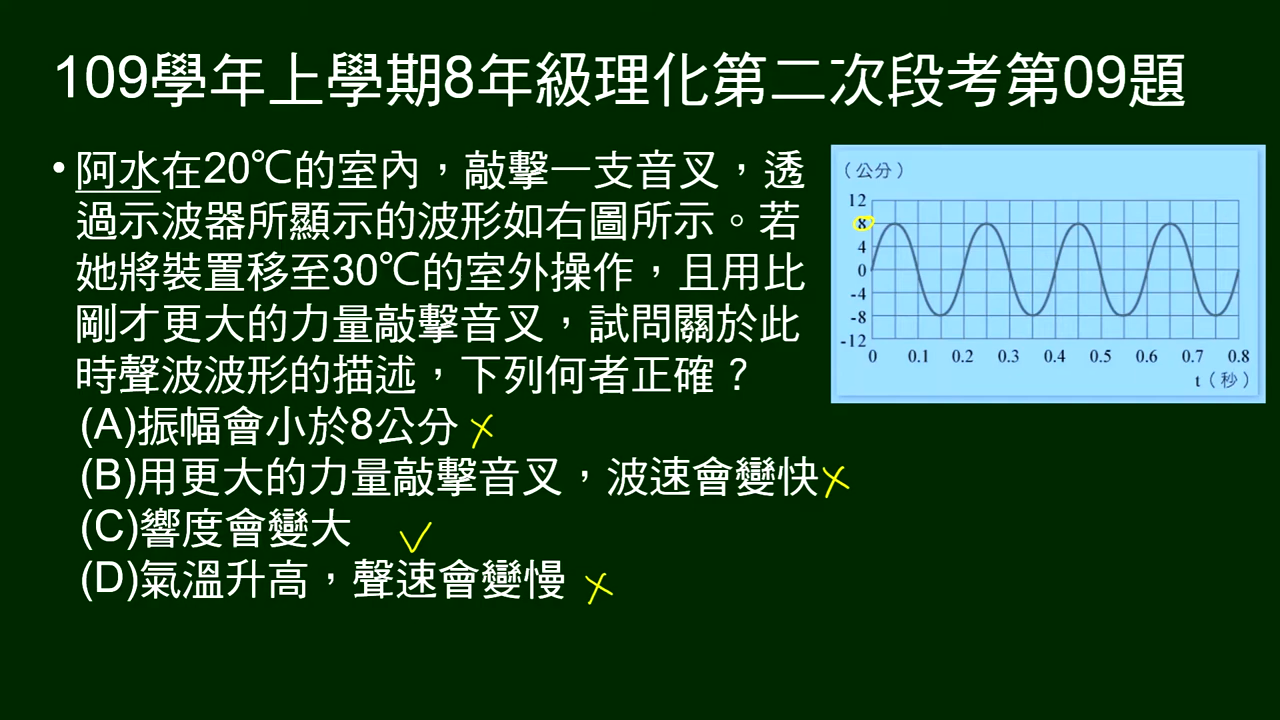 109學年上學期8年級理化第二次段考第09題
• 阿水在20℃的室內，敲擊一支音叉，透
過示波器所顯示的波形如右圖所示。若
她將裝置移至30℃的室外操作，且用比
剛才更大的力量敲擊音叉，試問關於此
時聲波波形的描述，下列何者正確？
(A)振幅會小於8公分
(B)用更大的力量敲擊音叉，波速會變快
(C)響度會變大
(D)氣溫升高，聲速會變慢
（公分）
12
8
4
0
-4
-8
-12
0 0.1 0.2 0.3 0.4 0.5 0.6 0.7 0.8
t（秒）